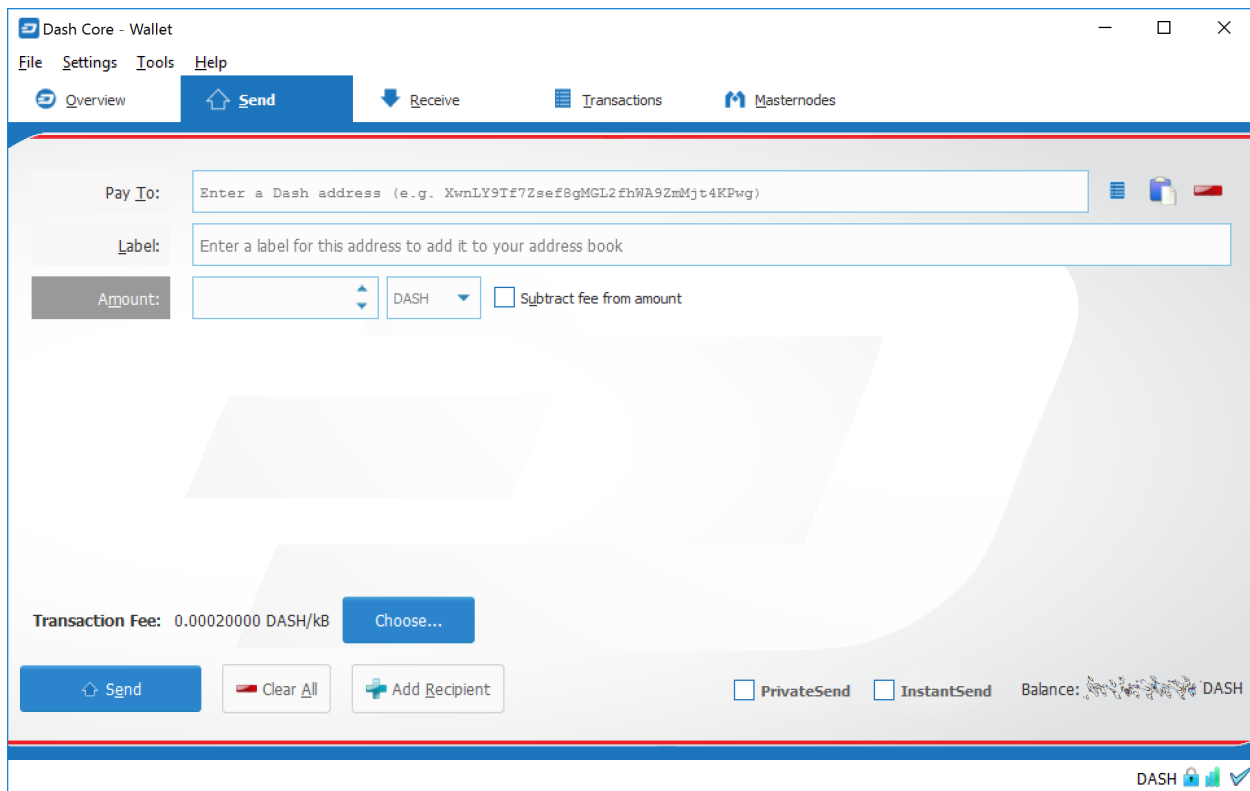 Dash Core - Wallet
File Settings Tools Help
Overview Send Receive Transactions Masternodes
Pay To: Enter a Dash address (e.g. XwnLY9Tf7Zsef8gMGL2fhWA9ZmMjt4KPwg)
Label: Enter a label for this address to add it to your address book
Amount: DASH Subtract fee from amount
Transaction Fee: 0.00020000 DASH/kB Choose...
Send Clear All Add Recipient PrivateSend InstantSend Balance: DASH
DASH